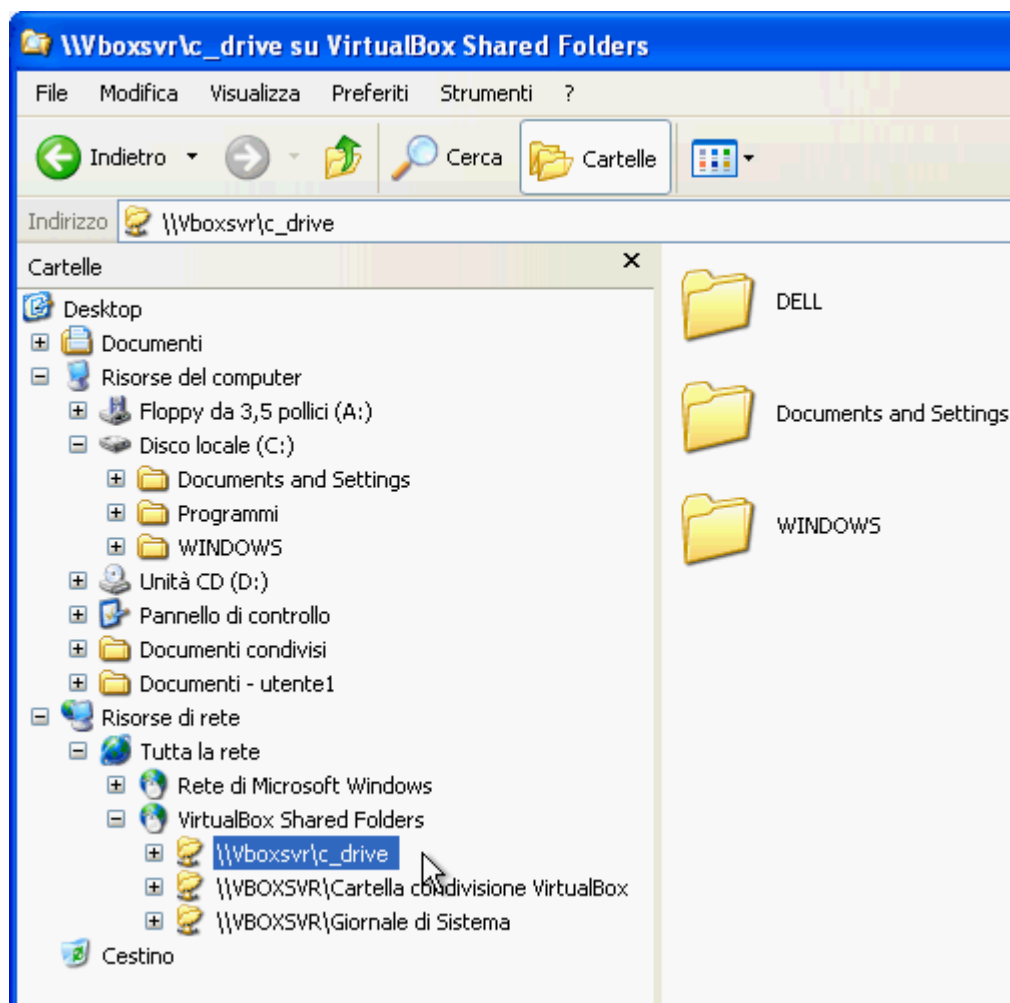 \\Vboxsvr\c_drive su VirtualBox Shared Folders
File Modifica Visualizza Preferiti Strumenti ?
Indietro Cerca Cartelle
Indirizzo \\Vboxsvr\c_drive
Cartelle
Desktop
Documenti
Risorse del computer
Floppy da 3,5 pollici (A:)
Disco locale (C:)
Documents and Settings
Programmi
WINDOWS
Unità CD (D:)
Pannello di controllo
Documenti condivisi
Documenti - utente1
Risorse di rete
Tutta la rete
Rete di Microsoft Windows
VirtualBox Shared Folders
\\Vboxsvr\c_drive
\\VBOXSVR\Cartella condivisione VirtualBox
\\VBOXSVR\Giornale di Sistema
Cestino
DELL
Documents and Settings
WINDOWS